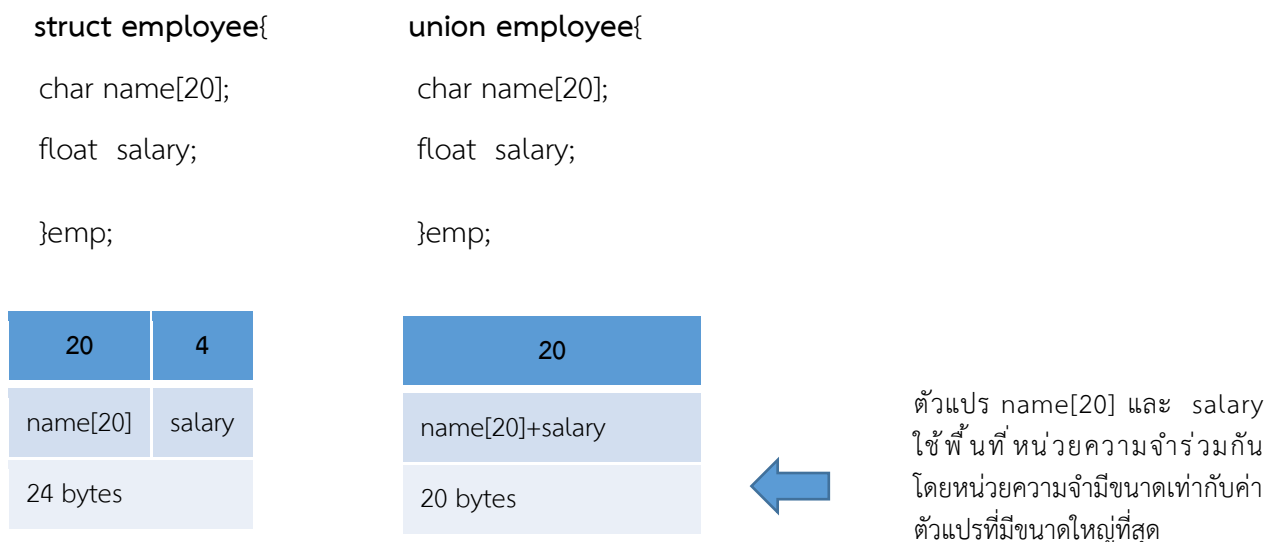 struct employee{
char name[20];
float salary;
}emp;
20 4
name[20] salary
24 bytes
union employee{
char name[20];
float salary;
}emp;
20
name[20]+salary
20 bytes
ตัวแปร name[20] และ salary
ใช้พื้นที่หน่วยความจำร่วมกัน
โดยหน่วยความจำมีขนาดเท่ากับค่า
ตัวแปรที่มีขนาดใหญ่ที่สุด